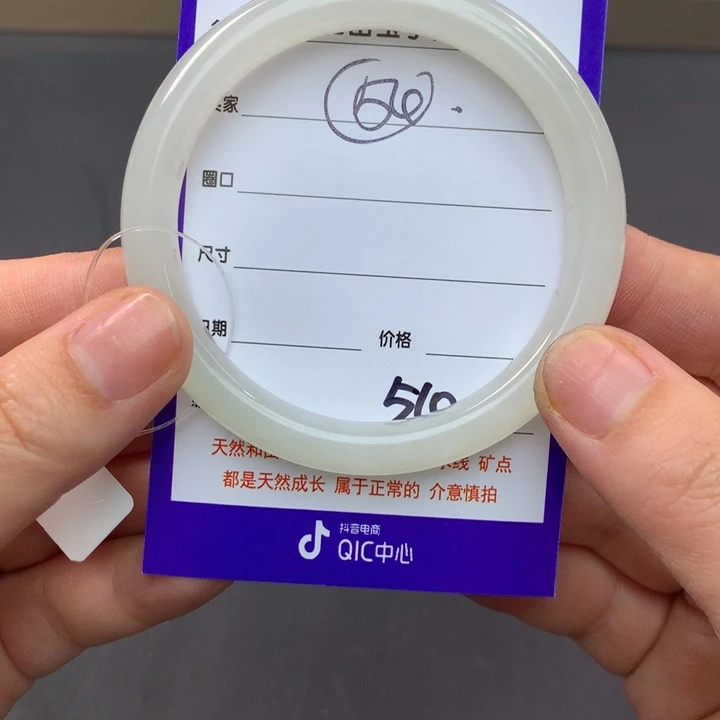 家
56
圈口
尺寸
期 价格
510
天然和田 线 矿点
都是天然成长 属于正常的 介意慎拍
抖音电商
QIC中心